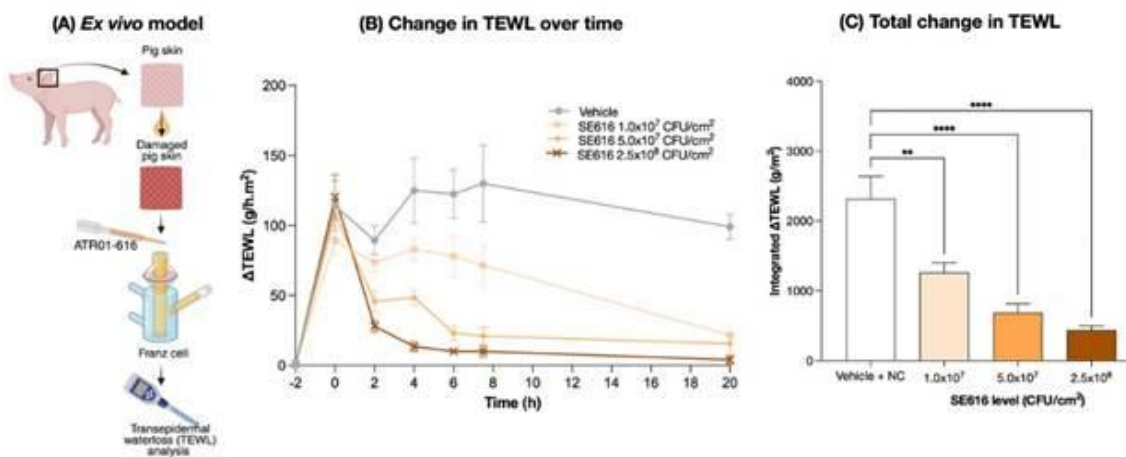 (A) Ex vivo model
Pig skin
Damaged
pig skin
ATR01-616
Franz cell
Transepidermal
waterloss (TEWL)
analysis
(B) Change in TEWL over time
ΔTEWL (g/h.m²)
200
150
100
50
0
Vehicle
SE616 1.0x10⁷ CFU/cm²
SE616 5.0x10⁷ CFU/cm²
SE616 2.5x10⁸ CFU/cm²
-2 0 2 4 6 8 10 12 14 16 18 20
Time (h)
(C) Total change in TEWL
Integrated ΔTEWL (g/m²)
4000
3000
2000
1000
0
****
****
**
Vehicle + NC 1.0x10⁷ 5.0x10⁷ 2.5x10⁸
SE616 level (CFU/cm²)